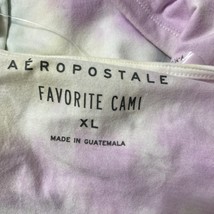 AÉROPOSTALE
FAVORITE CAMI
XL
MADE IN GUATEMALA